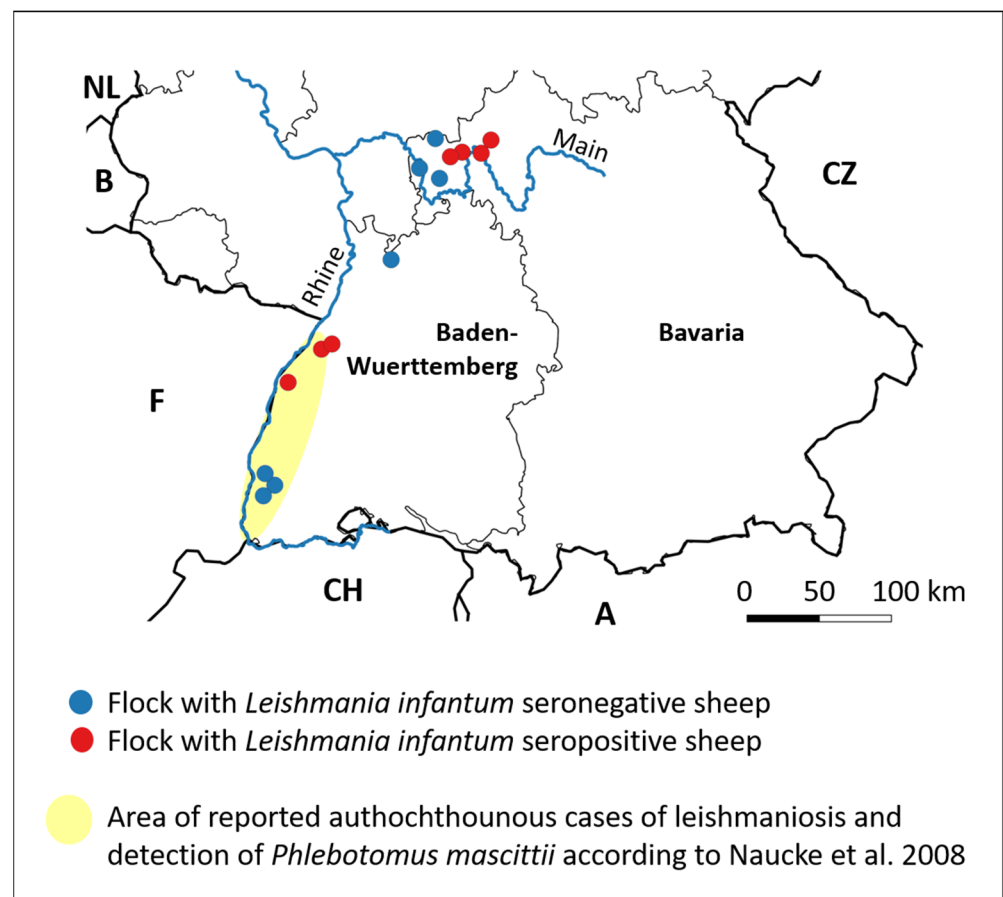 NL
Main
B
CZ
Rhine
Baden-
Wuerttemberg
Bavaria
F
CH
A
0 50 100 km
Flock with Leishmania infantum seronegative sheep
Flock with Leishmania infantum seropositive sheep
Area of reported authochthounous cases of leishmaniosis and
detection of Phlebotomus mascittii according to Naucke et al. 2008